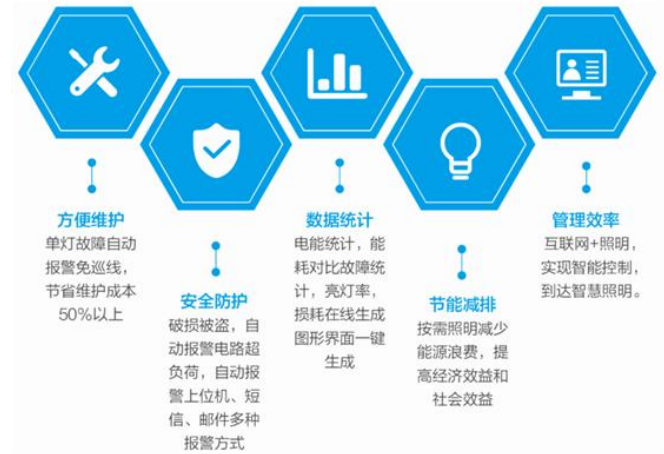 方便维护
单灯故障自动
报警免巡线，
节省维护成本
50%以上
安全防护
破损被盗，自
动报警电路超
负荷，自动报
警上位机、短
信、邮件多种
报警方式
数据统计
电能统计，能
耗对比故障统
计，亮灯率，
损耗在线生成
图形界面一键
生成
节能减排
按需照明减少
能源浪费，提
高经济效益和
社会效益
管理效率
互联网+照明，
实现智能控制，
到达智慧照明。